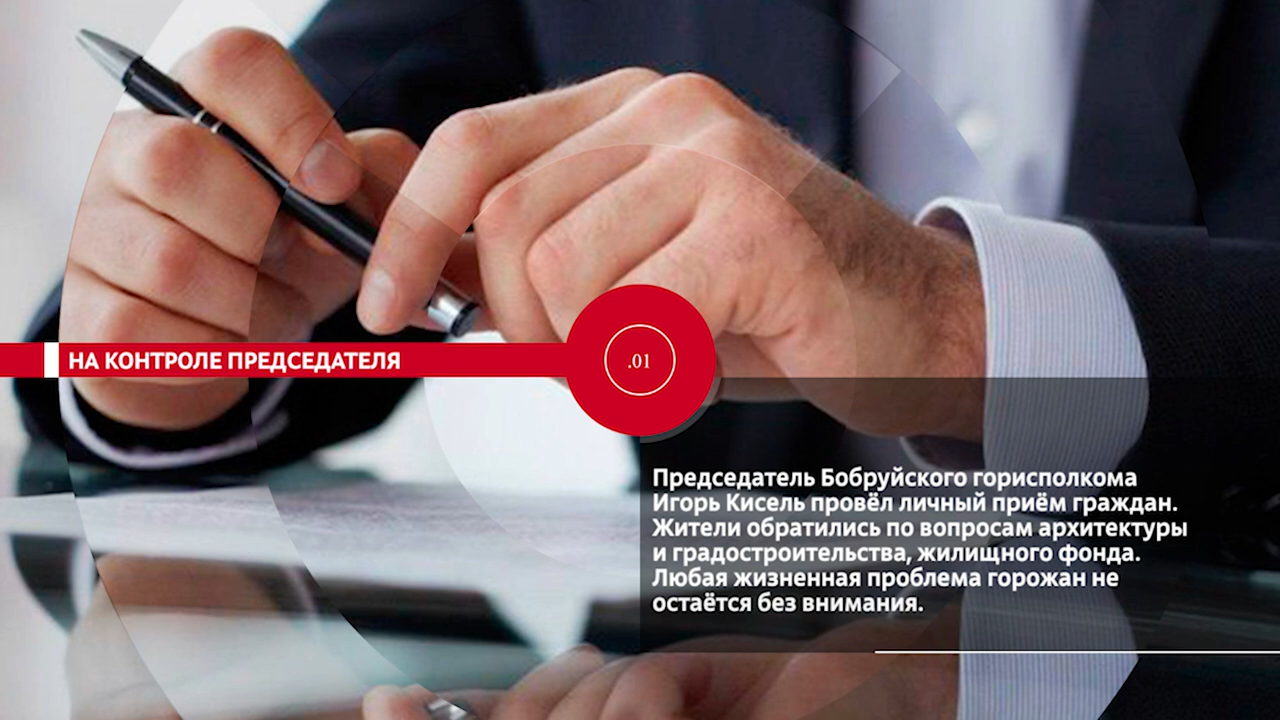 НА КОНТРОЛЕ ПРЕДСЕДАТЕЛЯ
.01
Председатель Бобруйского горисполкома
Игорь Кисель провёл личный приём граждан.
Жители обратились по вопросам архитектуры
и градостроительства, жилищного фонда.
Любая жизненная проблема горожан не
остаётся без внимания.